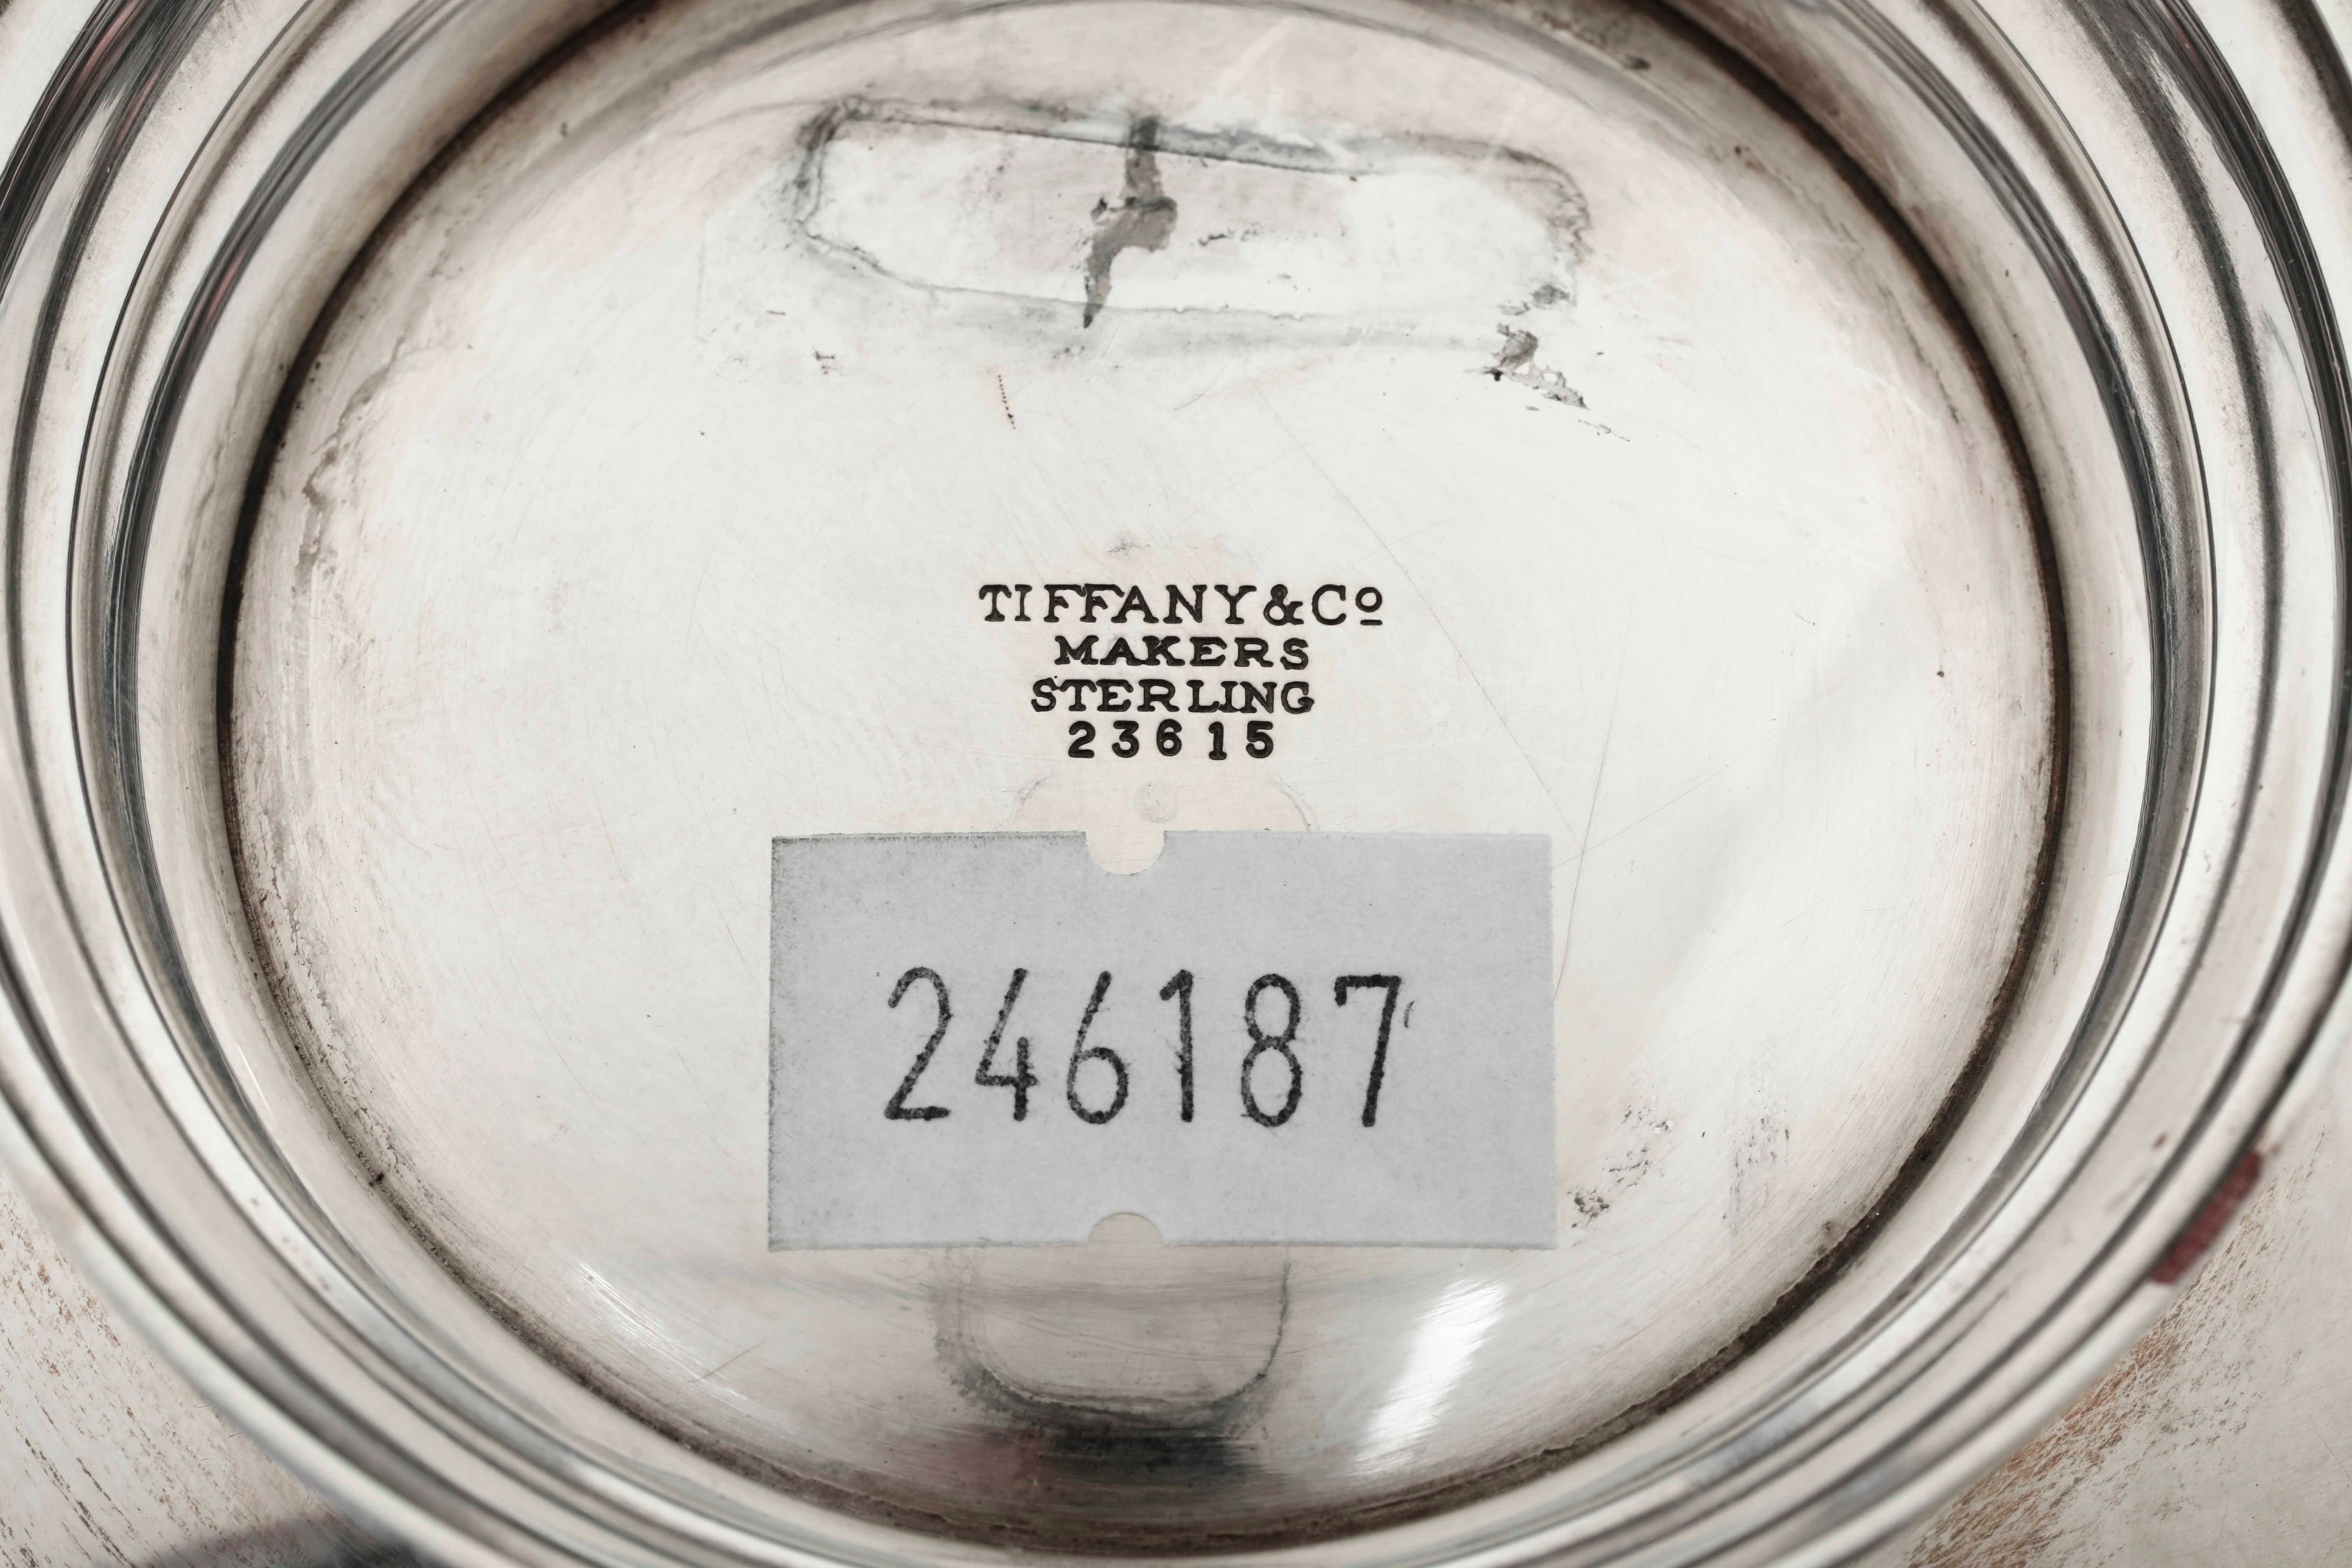 TIFFANY & Cº
MAKERS
STERLING
23615
246187